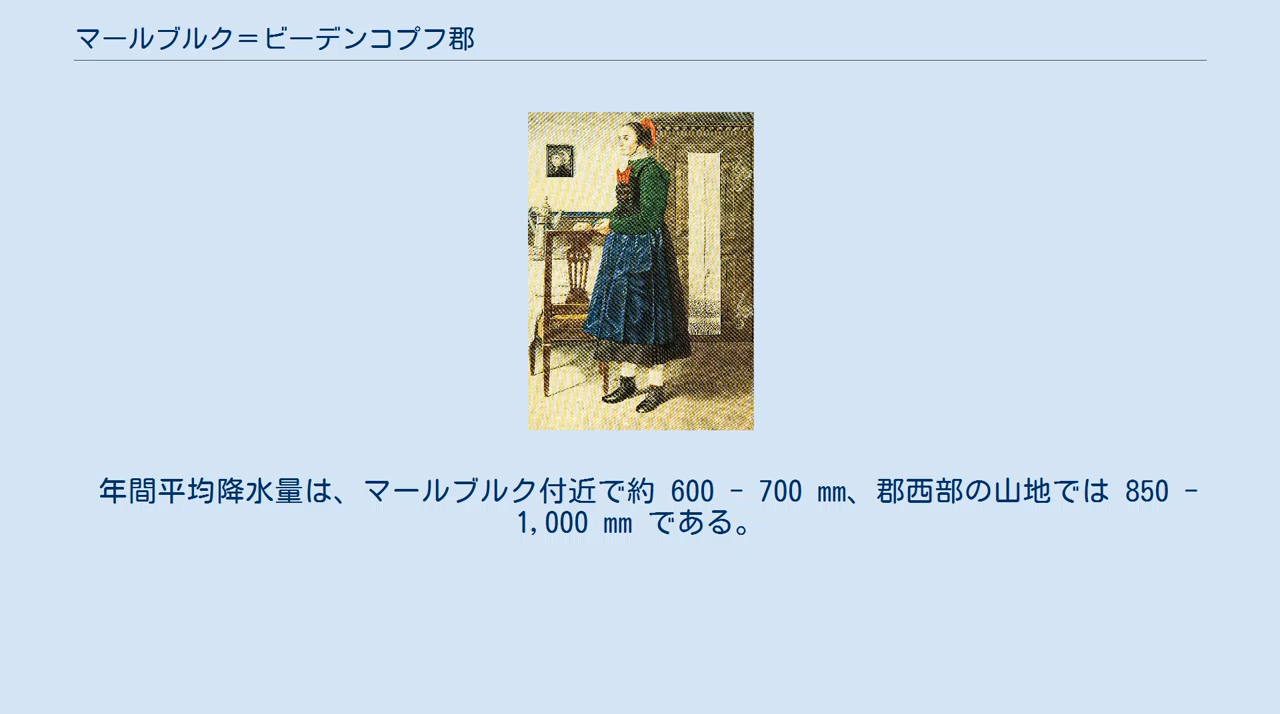 マールブルク＝ビーデンコプフ郡
年間平均降水量は、マールブルク付近で約 600 - 700 mm、郡西部の山地では 850 -
1,000 mm である。